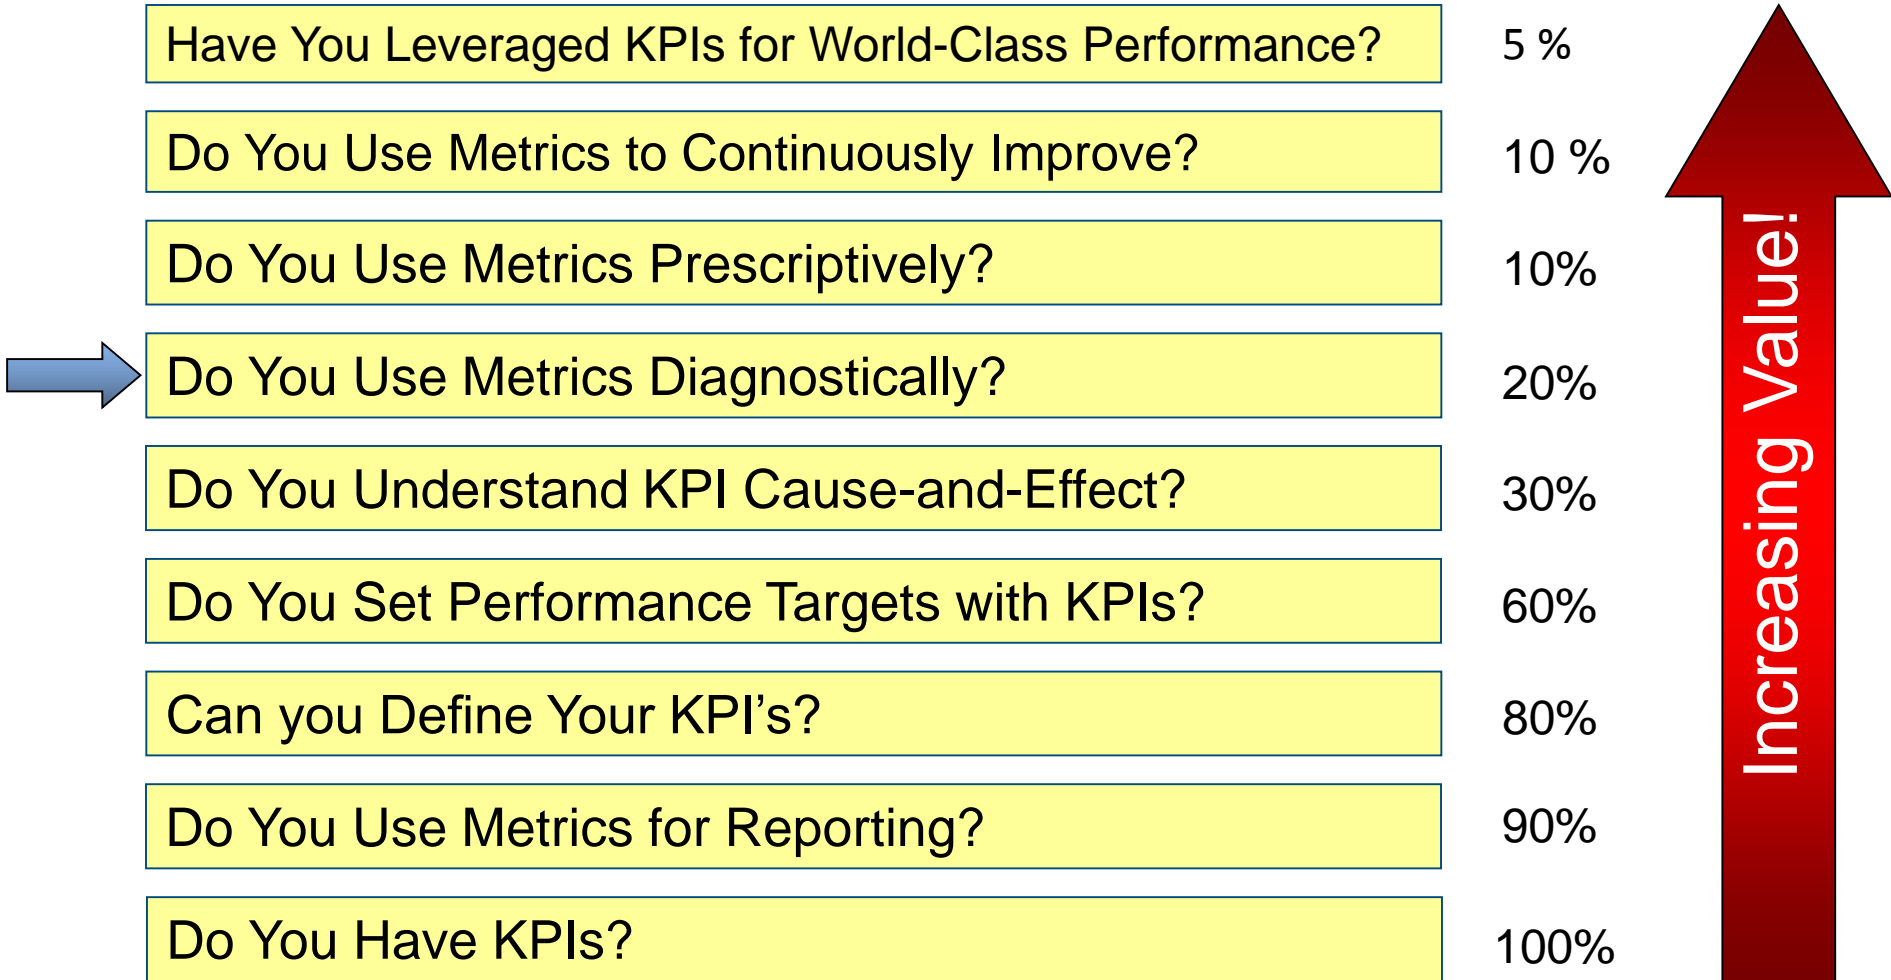 Have You Leveraged KPIs for World-Class Performance?
5 %
Do You Use Metrics to Continuously Improve?
10 %
Do You Use Metrics Prescriptively?
10%
Do You Use Metrics Diagnostically?
20%
Do You Understand KPI Cause-and-Effect?
30%
Do You Set Performance Targets with KPIs?
60%
Can you Define Your KPI’s?
80%
Do You Use Metrics for Reporting?
90%
Do You Have KPIs?
100%
Increasing Value!